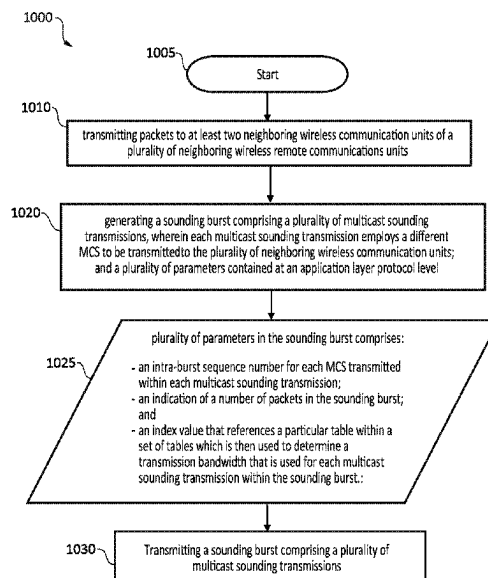 1000
1005
Start
1010
transmitting packets to at least two neighboring wireless communication units of a
plurality of neighboring wireless remote communications units
1020
generating a sounding burst comprising a plurality of multicast sounding
transmissions, wherein each multicast sounding transmission employs a different
MCS to be transmittedto the plurality of neighboring wireless communication units;
and a plurality of parameters contained at an application layer protocol level
1025
plurality of parameters in the sounding burst comprises:
- an intra-burst sequence number for each MCS transmitted
within each multicast sounding transmission;
- an indication of a number of packets in the sounding burst;
and
- an index value that references a particular table within a
set of tables which is then used to determine a
transmission bandwidth that is used for each multicast
sounding transmission within the sounding burst.:
1030
Transmitting a sounding burst comprising a plurality of
multicast sounding transmissions